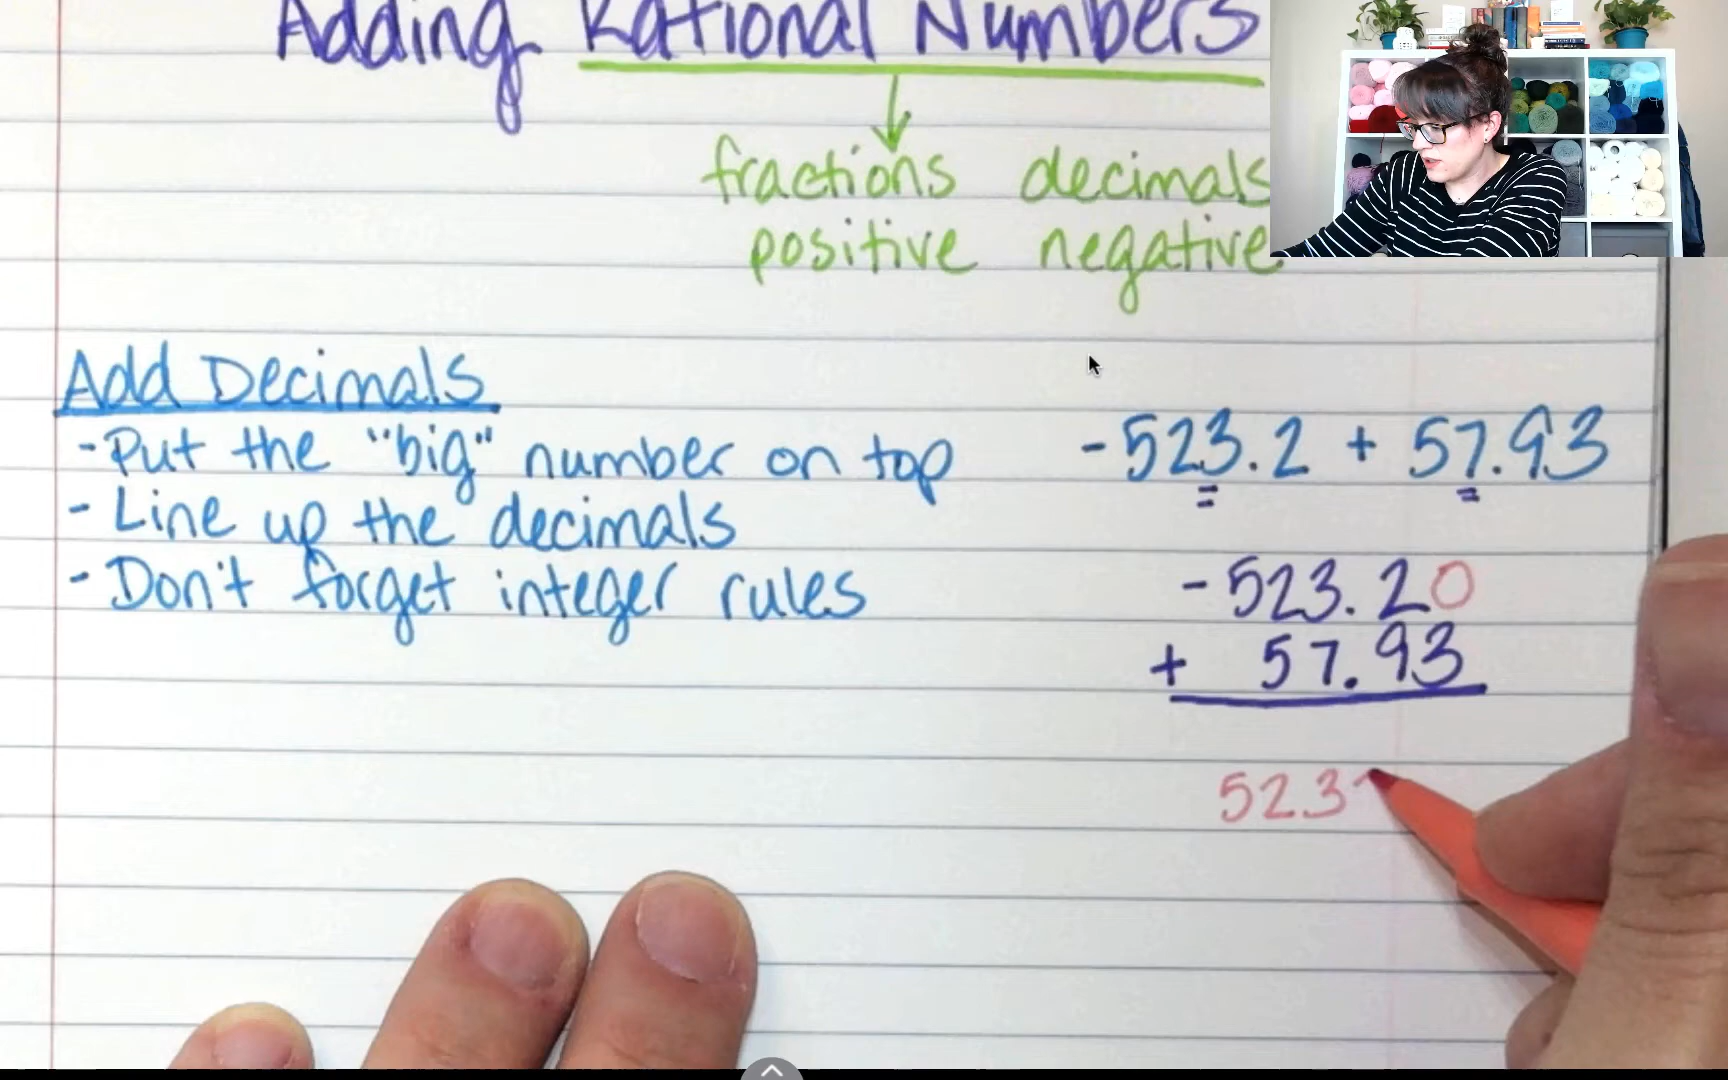 Adding Rational Numbers
fractions decimals
positive negative
Add Decimals
- Put the "big" number on top
- Line up the decimals
- Don't forget integer rules
-523.2 + 57.93
-523.20
+ 57.93
523